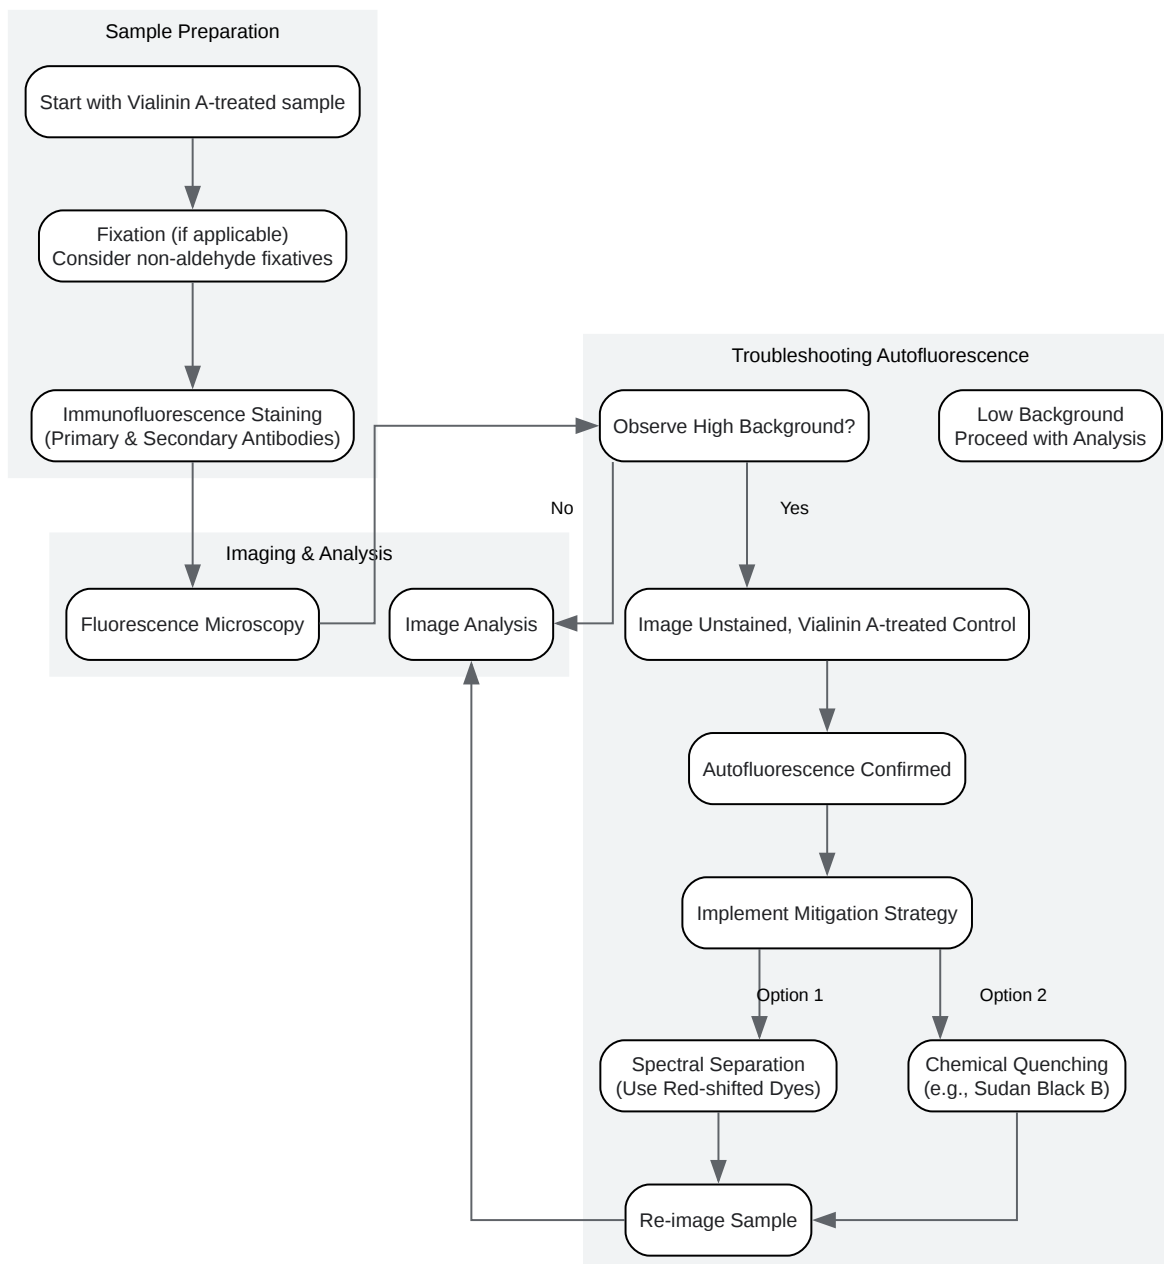 Sample Preparation
Start with Vialinin A-treated sample
Fixation (if applicable)
Consider non-aldehyde fixatives
Immunofluorescence Staining
(Primary & Secondary Antibodies)
Troubleshooting Autofluorescence
Observe High Background?
Low Background
Proceed with Analysis
No
Yes
Imaging & Analysis
Fluorescence Microscopy
Image Analysis
Image Unstained, Vialinin A-treated Control
Autofluorescence Confirmed
Implement Mitigation Strategy
Option 1
Option 2
Spectral Separation
(Use Red-shifted Dyes)
Chemical Quenching
(e.g., Sudan Black B)
Re-image Sample